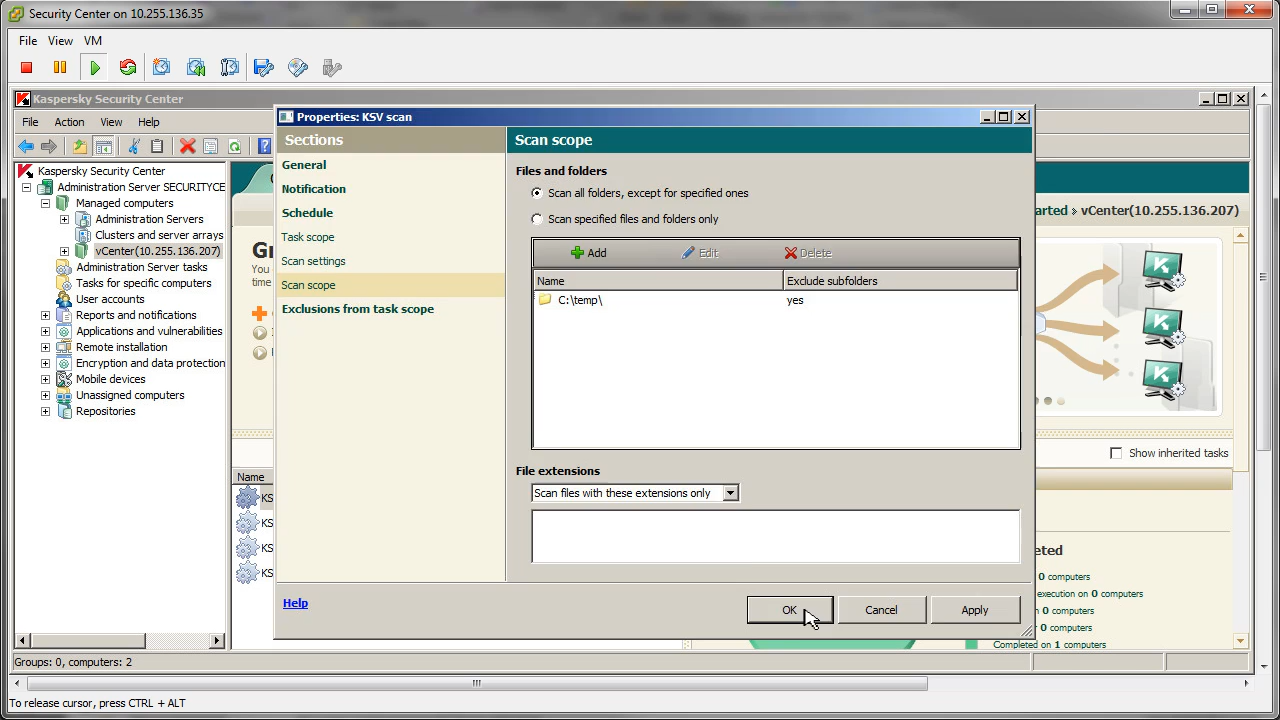 Security Center on 10.255.136.35
File View VM
Kaspersky Security Center
File Action View Help
Kaspersky Security Center
Administration Server SECURITYCE
Managed computers
Administration Servers
Clusters and server arrays
vCenter(10.255.136.207)
Administration Server tasks
Tasks for specific computers
User accounts
Reports and notifications
Applications and vulnerabilities
Remote installation
Encryption and data protection
Mobile devices
Unassigned computers
Repositories
Gr
You
time
Name
KS
KS
KS
KS
Properties: KSV scan
Sections
General
Notification
Schedule
Task scope
Scan settings
Scan scope
Exclusions from task scope
Scan scope
Files and folders
Scan all folders, except for specified ones
Scan specified files and folders only
Add Edit Delete
Name Exclude subfolders
C:\temp\ yes
File extensions
Scan files with these extensions only
Help
OK Cancel Apply
arted > vCenter(10.255.136.207)
Show inherited tasks
eted
0 computers
execution on 0 computers
n 0 computers
Completed on 1 computers
Groups: 0, computers: 2
To release cursor, press CTRL + ALT